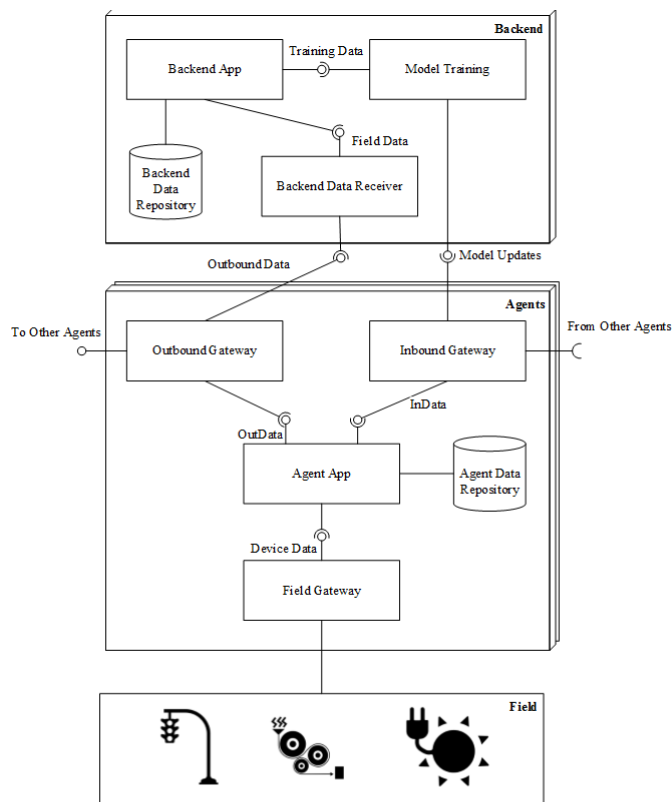 Backend
Training Data
Backend App
Model Training
Field Data
Backend
Data
Repository
Backend Data Receiver
Outbound Data
Model Updates
Agents
To Other Agents
From Other Agents
Outbound Gateway
Inbound Gateway
InData
OutData
Agent App
Agent Data
Repository
Device Data
Field Gateway
Field